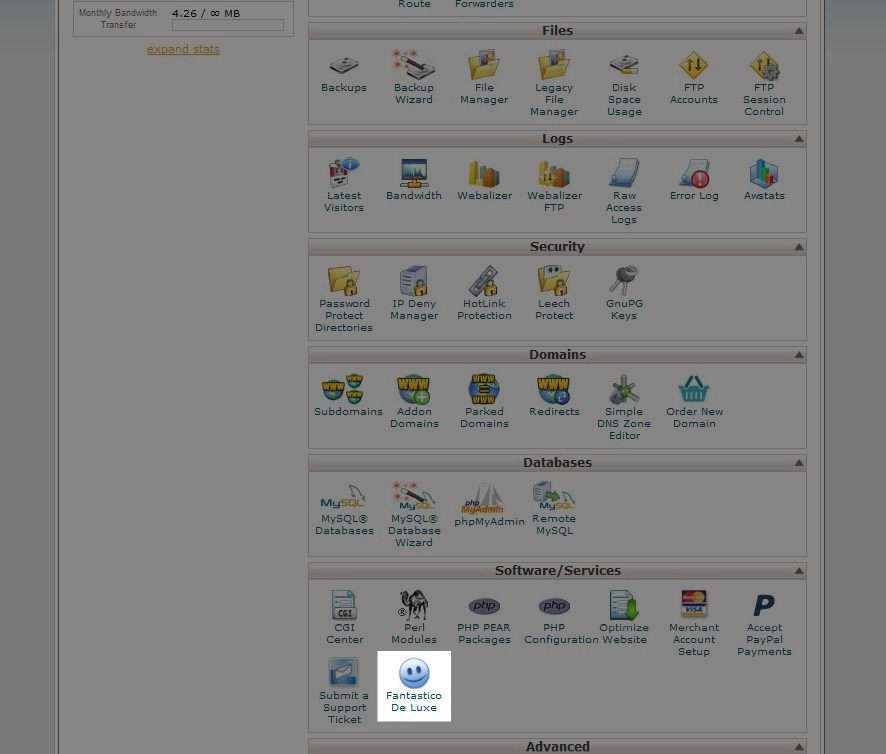 Route Forwarders
Monthly Bandwidth Transfer
4.26 / ∞ MB
expand stats
Files
Backups
Backup Wizard
File Manager
Legacy File Manager
Disk Space Usage
FTP Accounts
FTP Session Control
Logs
Latest Visitors
Bandwidth
Webalizer
Webalizer FTP
Raw Access Logs
Error Log
Awstats
Security
Password Protect Directories
IP Deny Manager
HotLink Protection
Leech Protect
GnuPG Keys
Domains
Subdomains
Addon Domains
Parked Domains
Redirects
Simple DNS Zone Editor
Order New Domain
Databases
MySQL® Databases
MySQL® Database Wizard
phpMyAdmin
Remote MySQL
Software/Services
CGI Center
Perl Modules
PHP PEAR Packages
PHP Configuration
Optimize Website
Merchant Account Setup
Accept PayPal Payments
Submit a Support Ticket
Fantastico De Luxe
Advanced